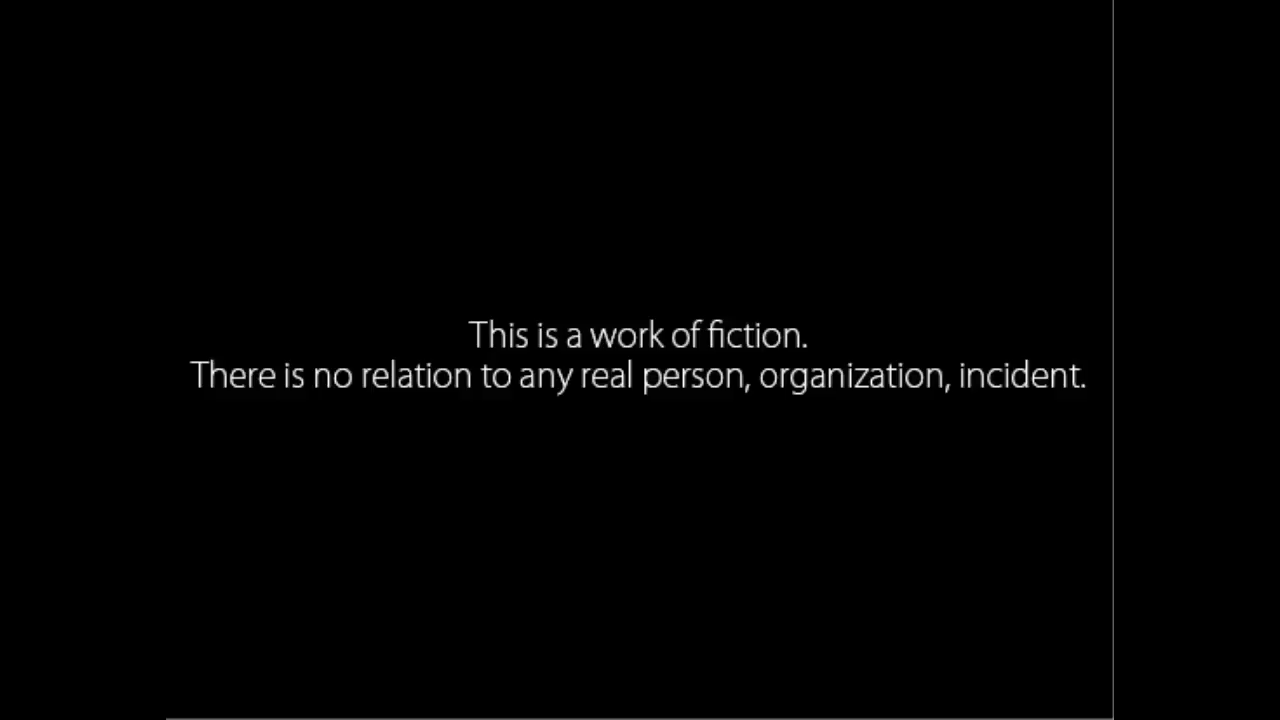 This is a work of fiction.
There is no relation to any real person, organization, incident.